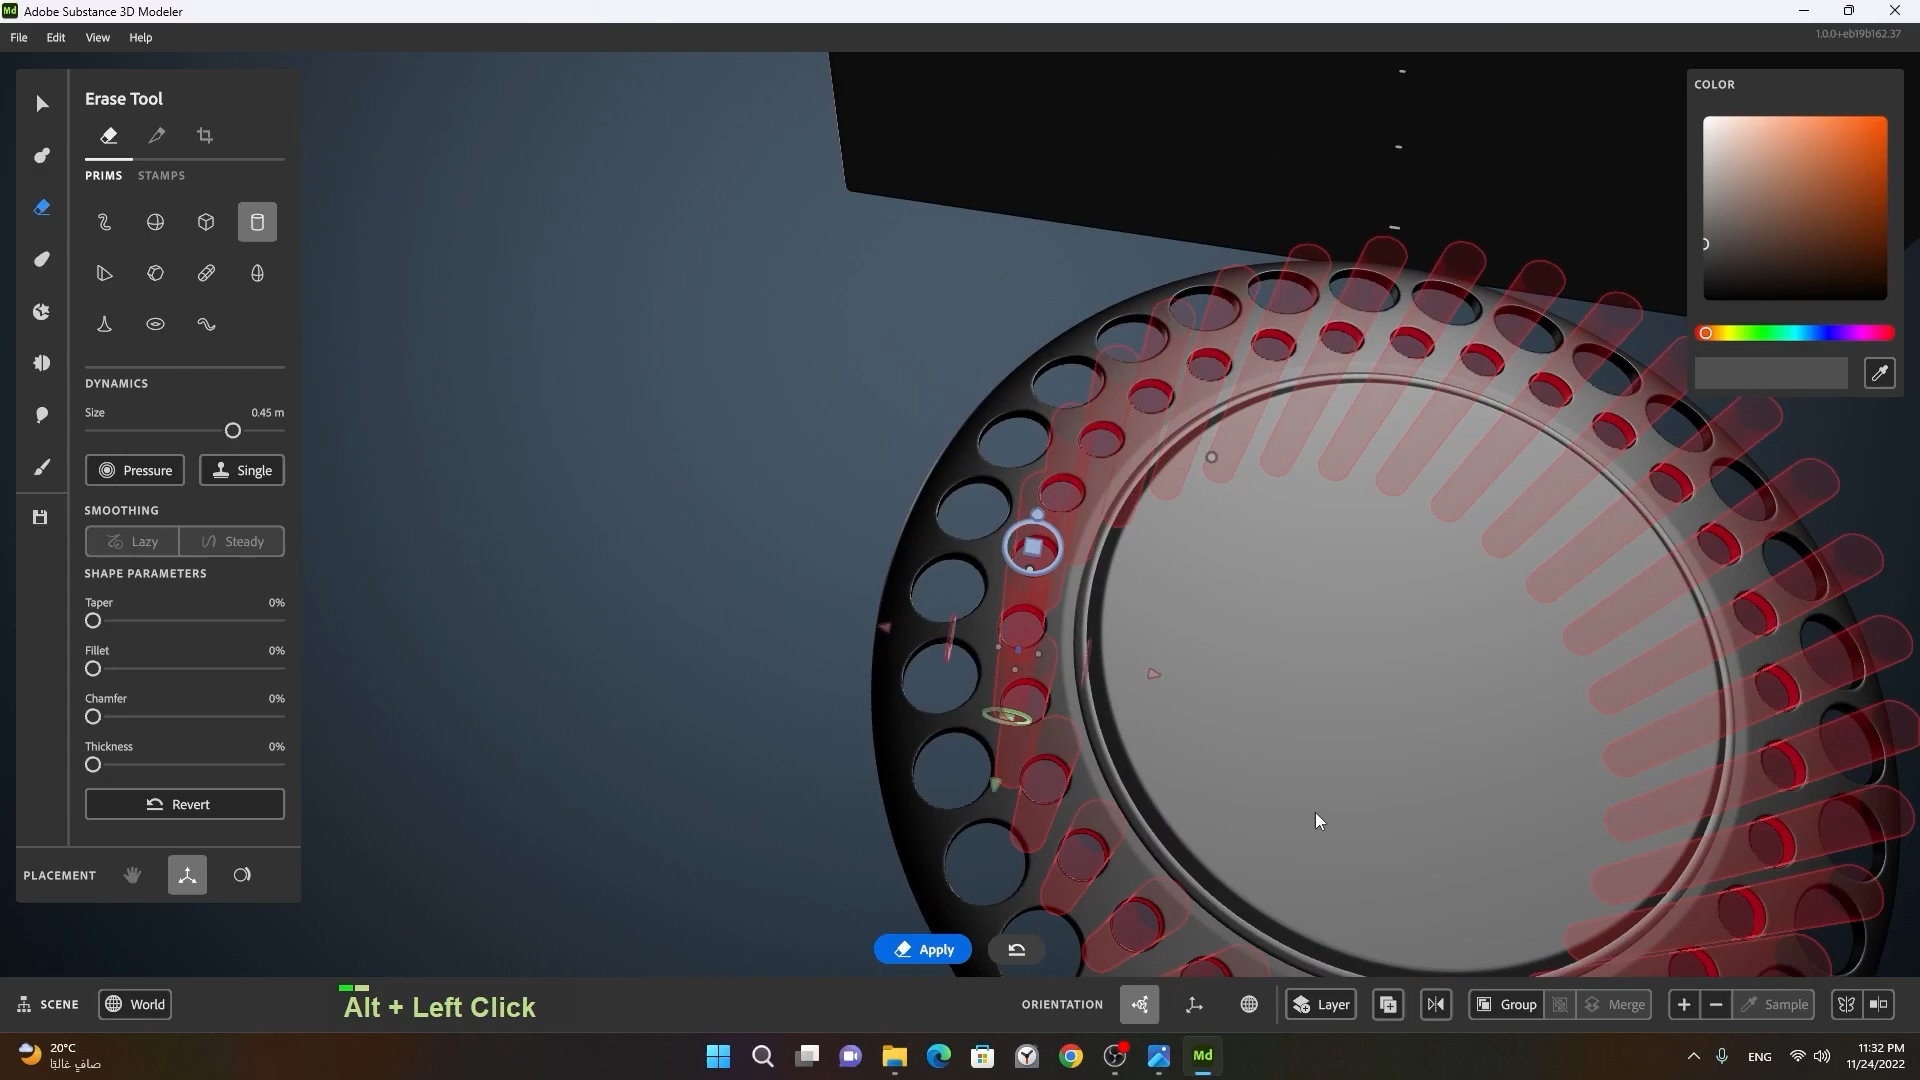 Md Adobe Substance 3D Modeler
File Edit View Help
1.0.0+eb19b162.37
Erase Tool
PRIMS STAMPS
DYNAMICS
Size 0.45 m
Pressure Single
SMOOTHING
Lazy Steady
SHAPE PARAMETERS
Taper 0%
Fillet 0%
Chamfer 0%
Thickness 0%
Revert
PLACEMENT
COLOR
Apply
SCENE World
Alt + Left Click
ORIENTATION Layer Group Merge Sample
20°C
صافٍ غالبًا
Md
ENG
11:32 PM
11/24/2022